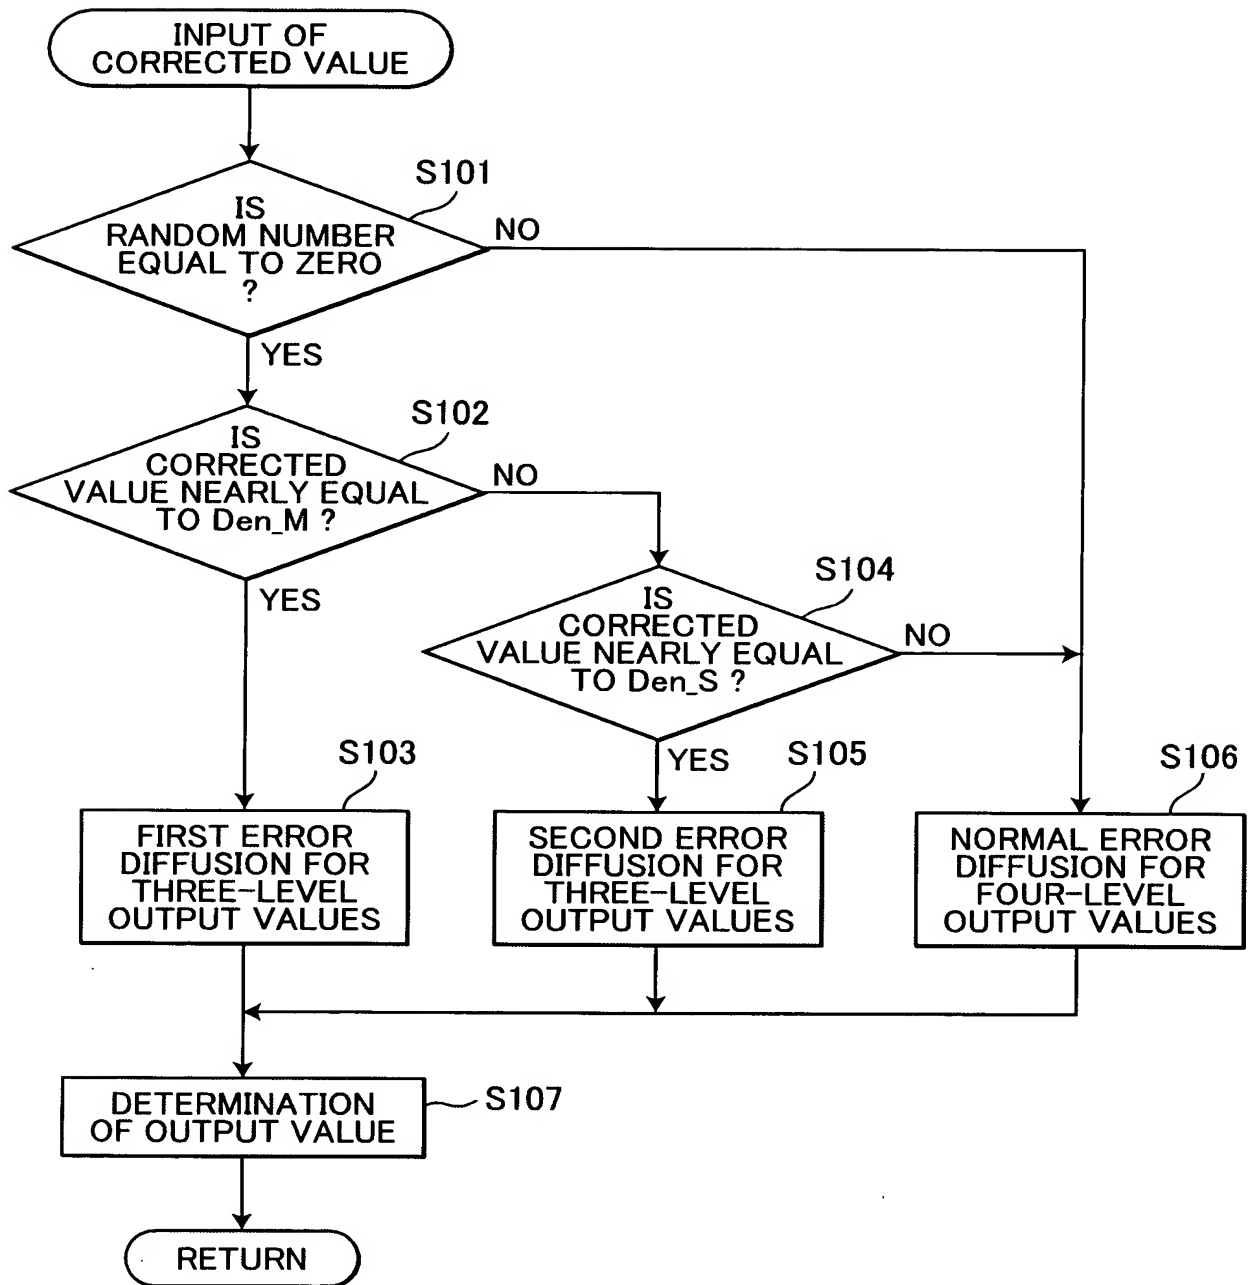 INPUT OF
CORRECTED VALUE
S101
IS
RANDOM NUMBER
EQUAL TO ZERO
?
NO
YES
S102
IS
CORRECTED
VALUE NEARLY EQUAL
TO Den_M ?
NO
YES
S104
IS
CORRECTED
VALUE NEARLY EQUAL
TO Den_S ?
NO
YES
S103
FIRST ERROR
DIFFUSION FOR
THREE-LEVEL
OUTPUT VALUES
S105
SECOND ERROR
DIFFUSION FOR
THREE-LEVEL
OUTPUT VALUES
S106
NORMAL ERROR
DIFFUSION FOR
FOUR-LEVEL
OUTPUT VALUES
DETERMINATION
OF OUTPUT VALUE
S107
RETURN